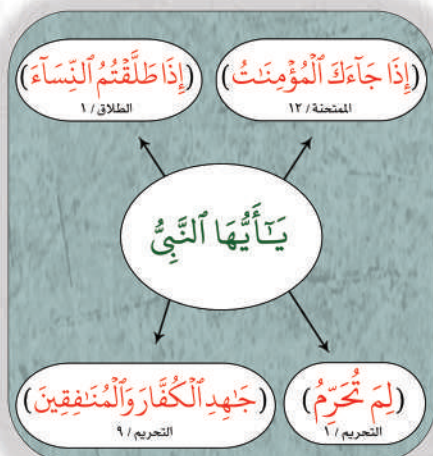 (إِذَا جَآءَكَ ٱلْمُؤْمِنَٰتُ)
الممتحنة / ١٢
(إِذَا طَلَّقْتُمُ ٱلنِّسَآءَ)
الطلاق / ١
يَٰٓأَيُّهَا ٱلنَّبِىُّ
(لِمَ تُحَرِّمُ)
التحريم / ١
(جَٰهِدِ ٱلْكُفَّارَ وَٱلْمُنَٰفِقِينَ)
التحريم / ٩